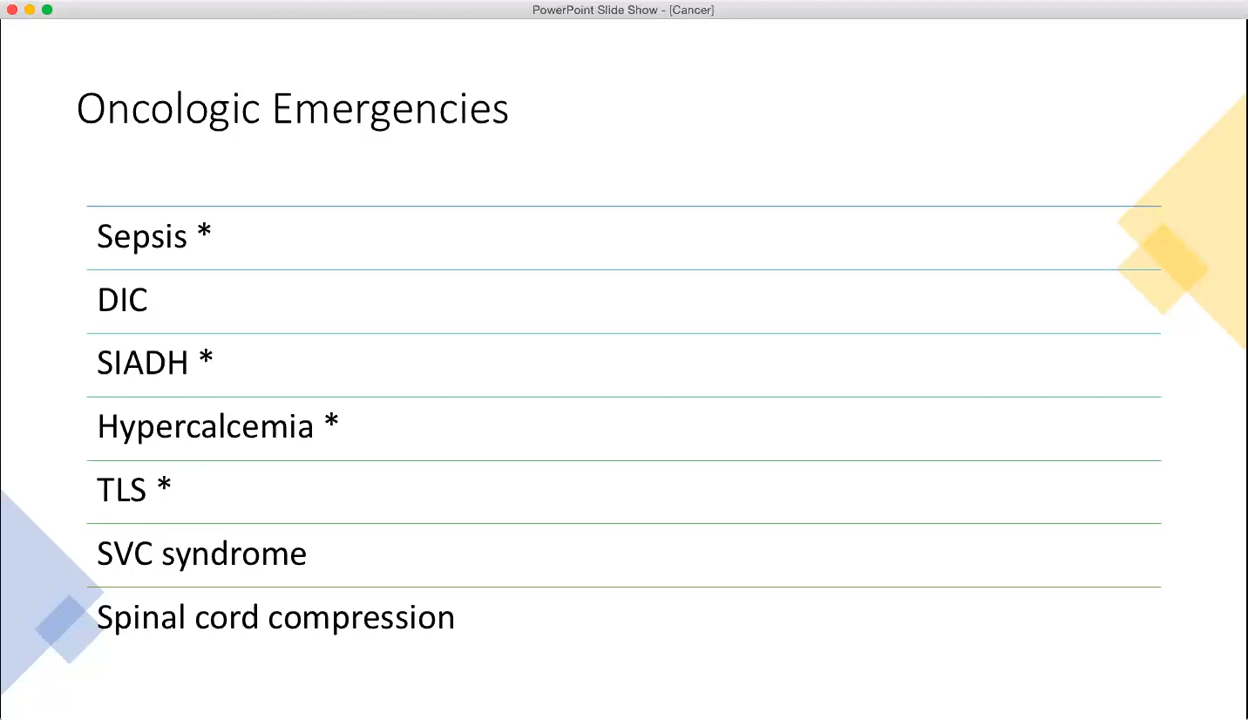 PowerPoint Slide Show - [Cancer]
Oncologic Emergencies
Sepsis *
DIC
SIADH *
Hypercalcemia *
TLS *
SVC syndrome
Spinal cord compression